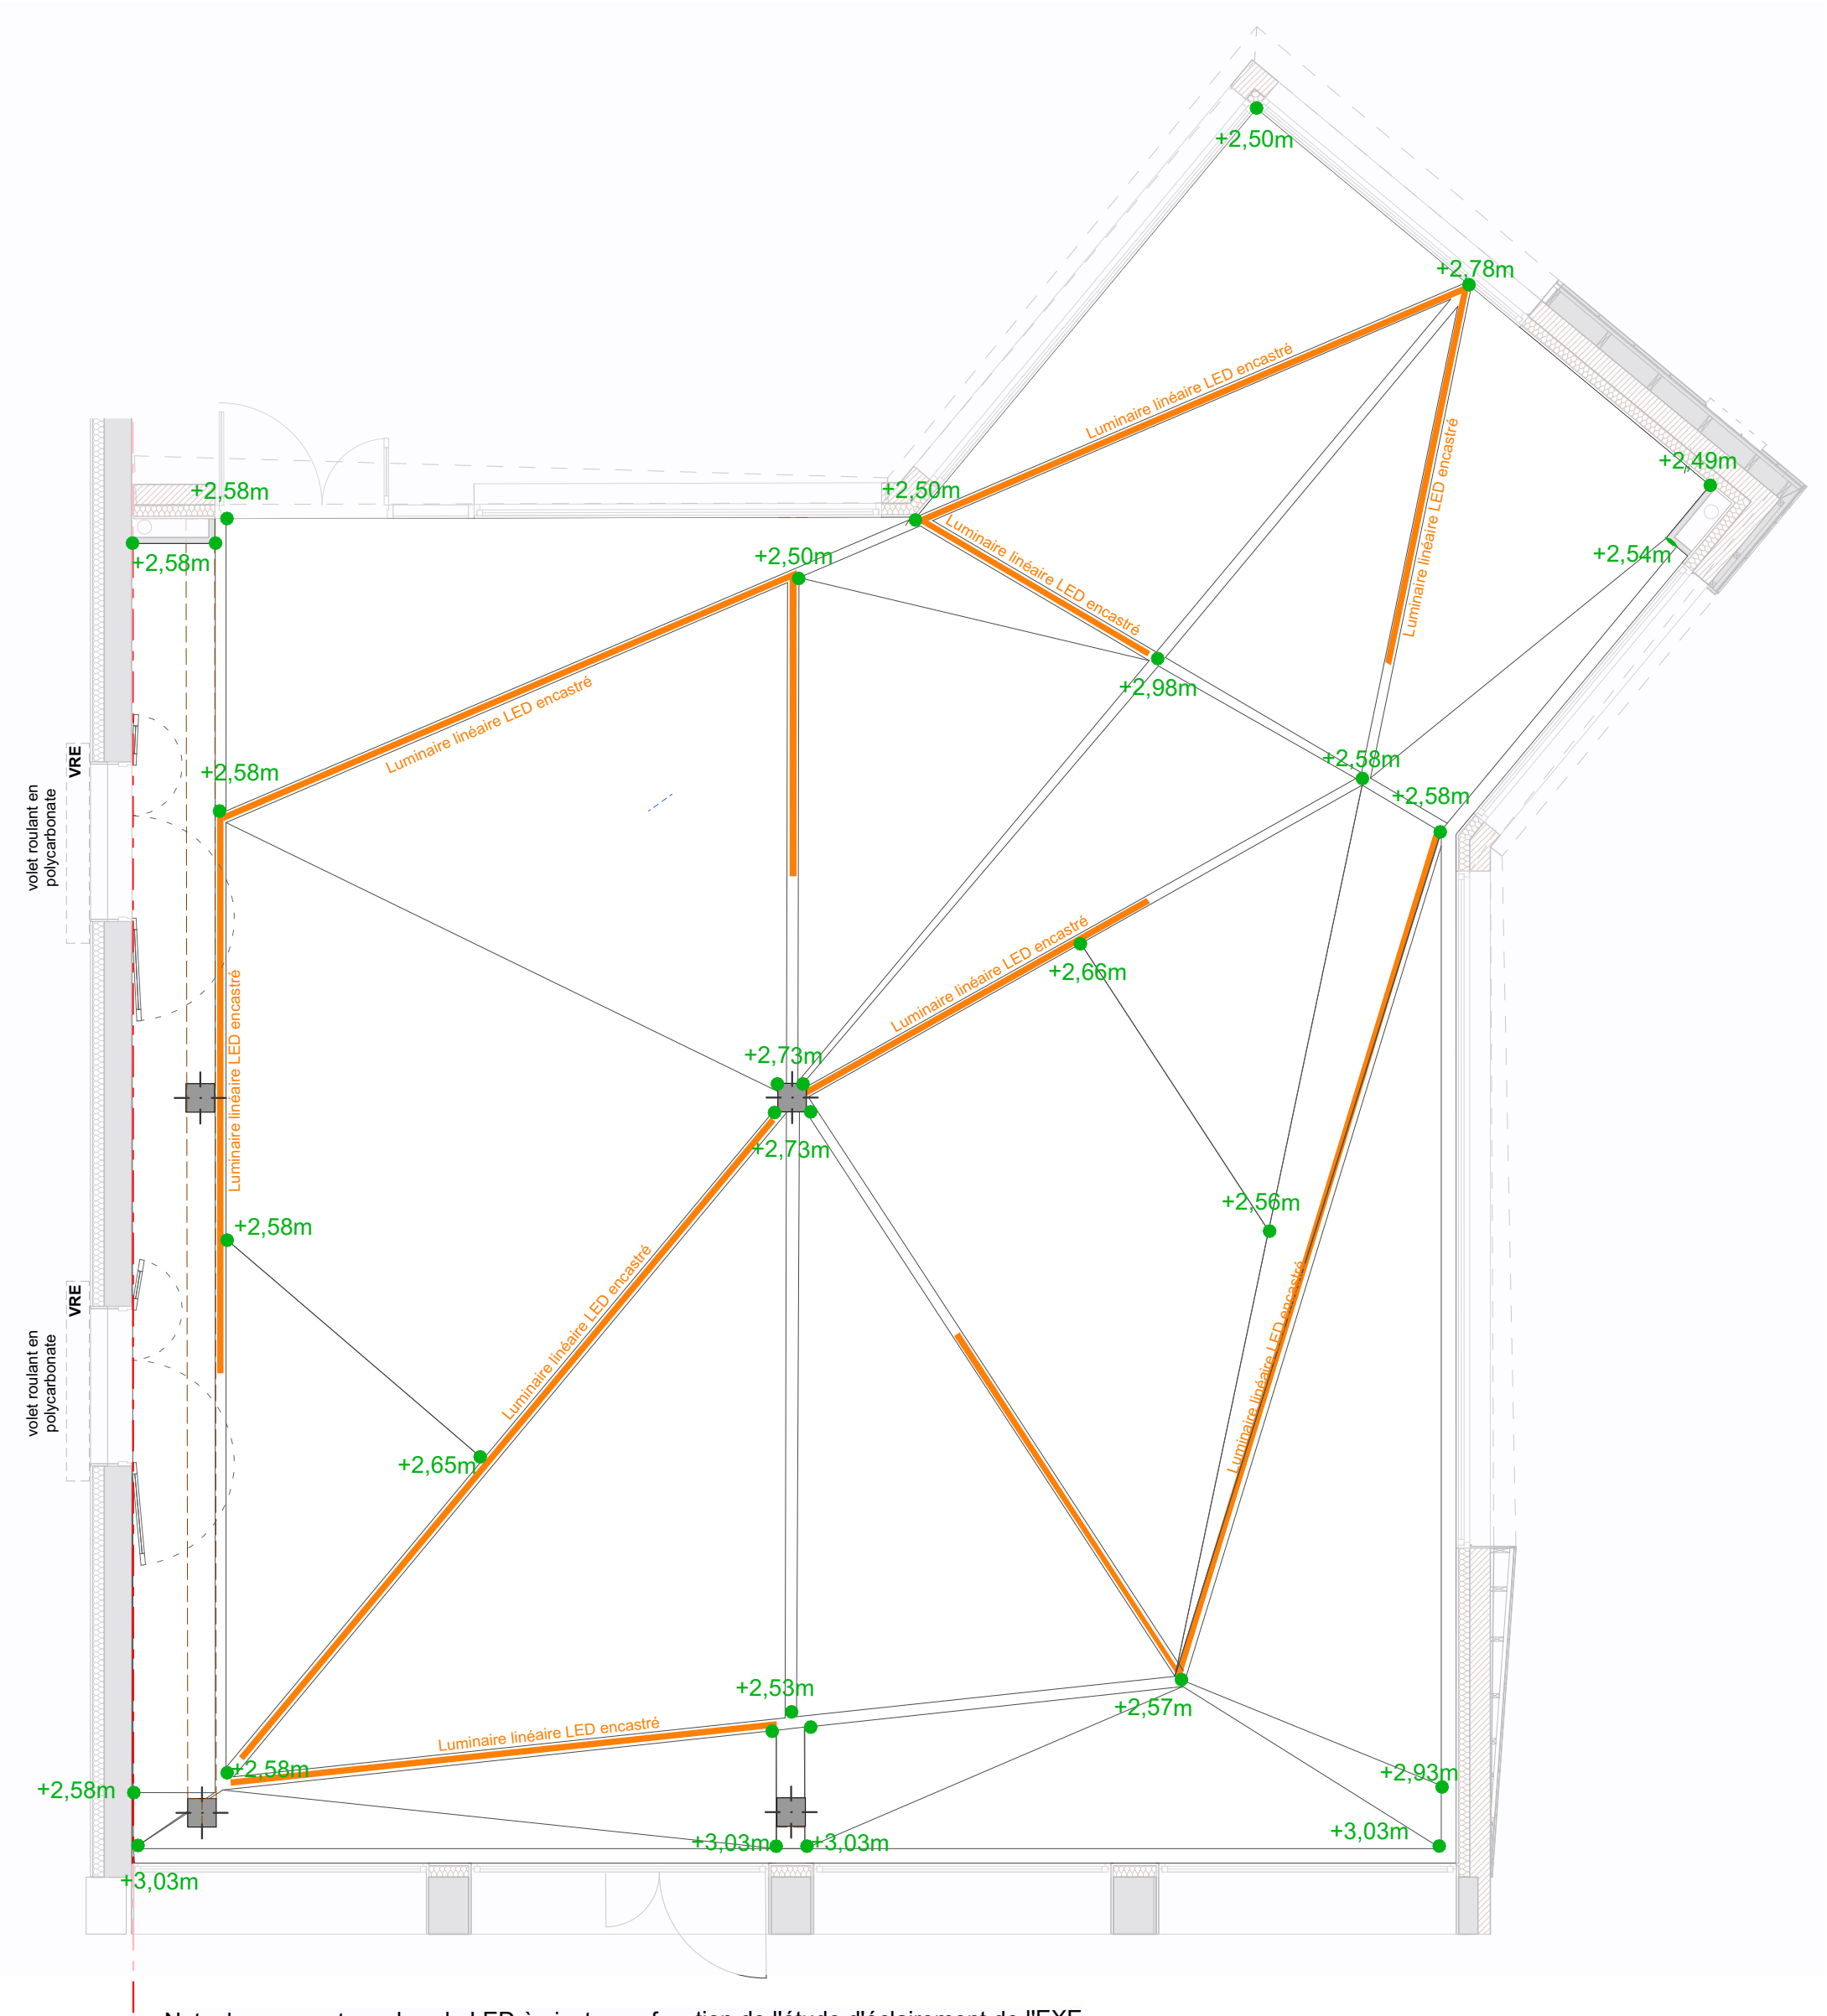 +2,50m
+2,78m
Luminaire linéaire LED encastré
Luminaire linéaire LED encastré
+2,49m
+2,58m
+2,50m
Luminaire linéaire LED encastré
+2,54m
+2,58m
+2,50m
+2,98m
Luminaire linéaire LED encastré
+2,58m
+2,58m
+2,58m
VRE
volet roulant en
polycarbonate
Luminaire linéaire LED encastré
Luminaire linéaire LED encastré
+2,66m
+2,73m
+2,73m
+2,58m
+2,56m
VRE
volet roulant en
polycarbonate
Luminaire linéaire LED encastré
Luminaire linéaire LED encastré
+2,65m
+2,53m
+2,57m
Luminaire linéaire LED encastré
+2,58m
+2,58m
+2,93m
+3,03m
+3,03m
+3,03m
+3,03m